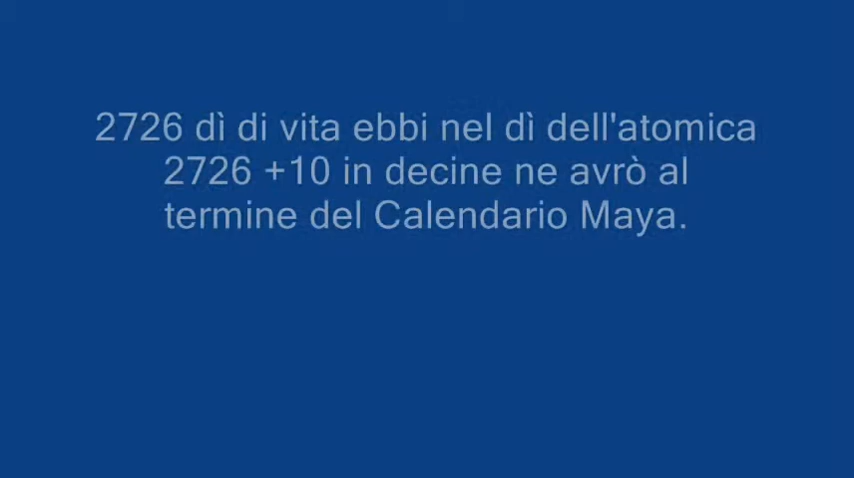 2726 dì di vita ebbi nel dì dell'atomica
2726 +10 in decine ne avrò al
termine del Calendario Maya.